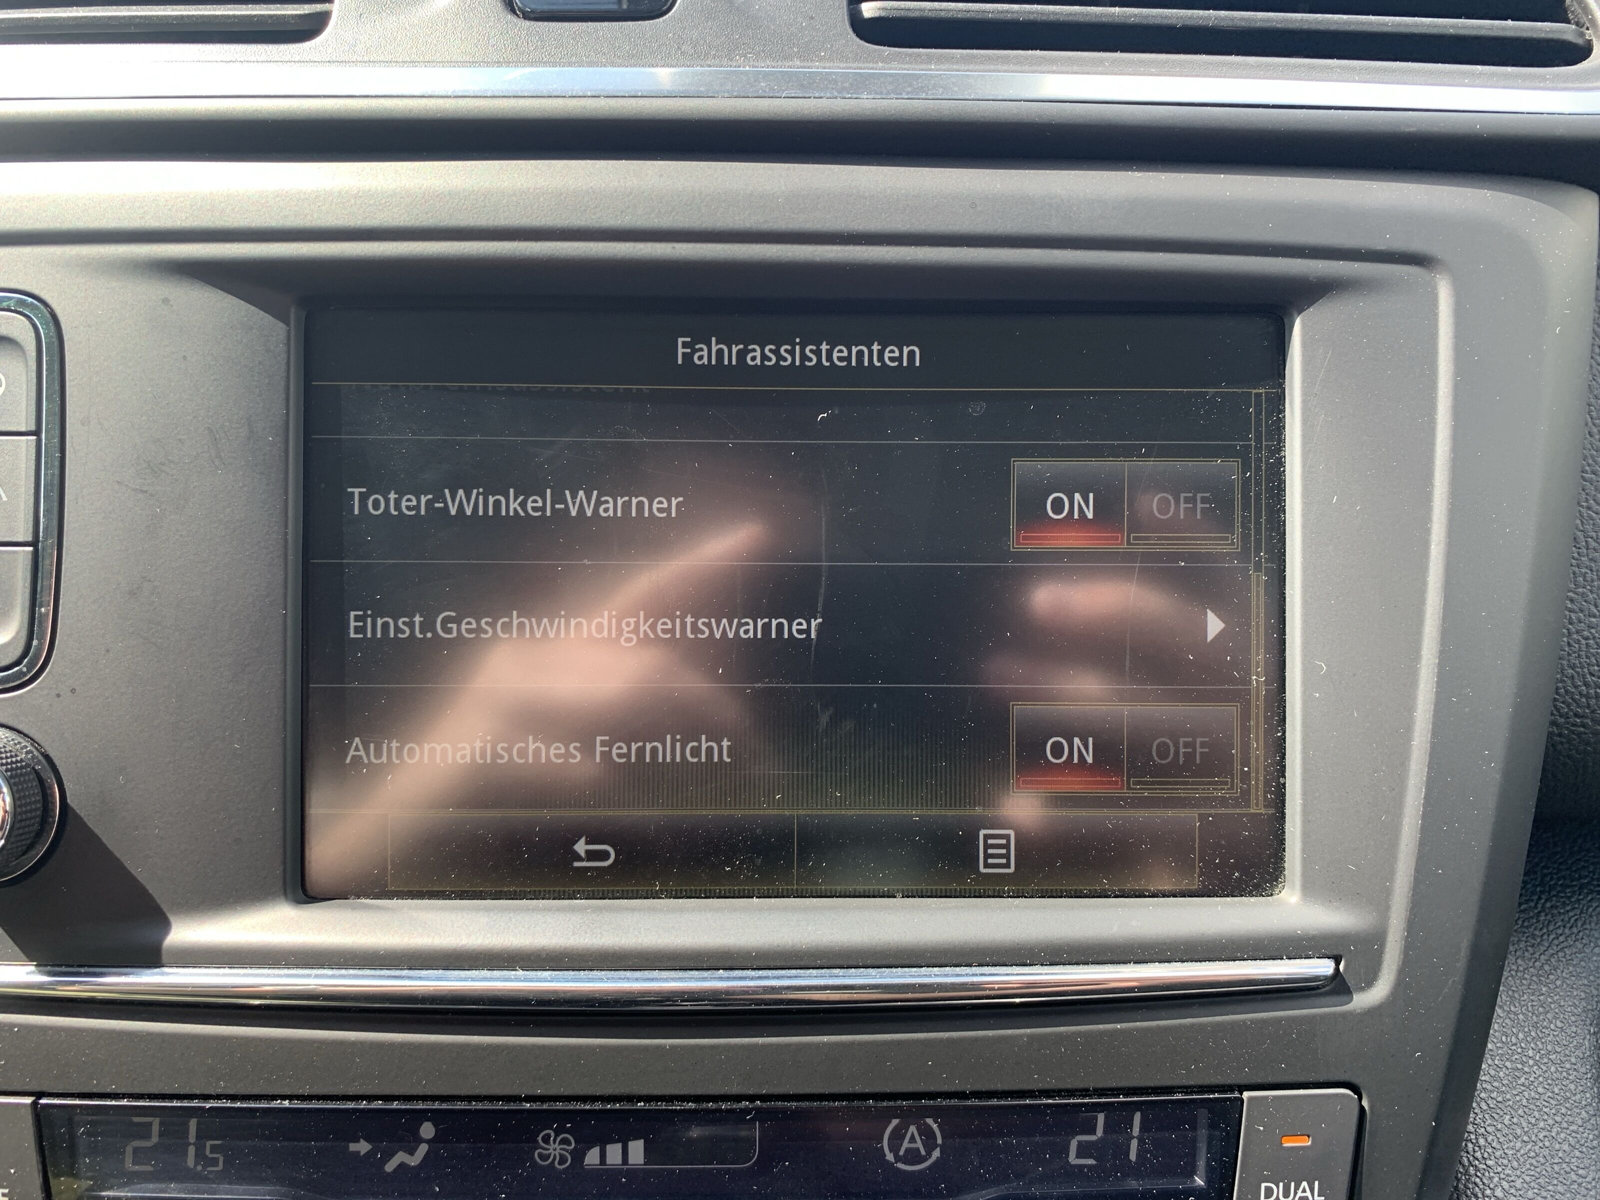 Fahrassistenten
Toter-Winkel-Warner
ON OFF
Einst.Geschwindigkeitswarner
Automatisches Fernlicht
ON OFF
21.5
A
21
DUAL